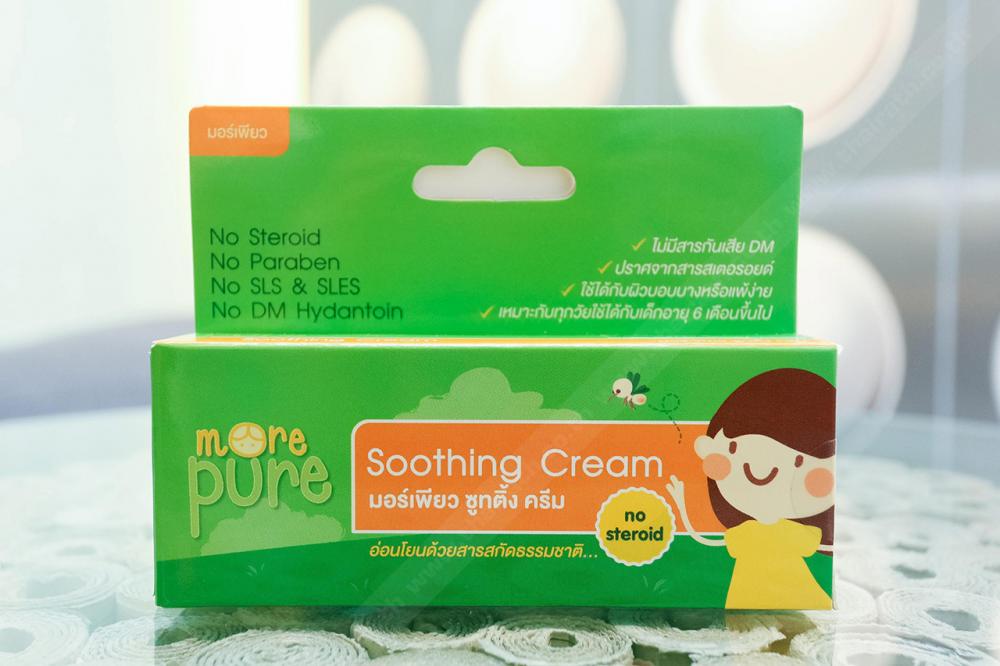 มอร์เพียว
No Steroid
No Paraben
No SLS & SLES
No DM Hydantoin
✓ ไม่มีสารกันเสีย DM
✓ ปราศจากสารสเตอรอยด์
✓ ใช้ได้กับผิวบอบบางหรือแพ้ง่าย
✓ เหมาะกับทุกวัยใช้ได้กับเด็กอายุ 6 เดือนขึ้นไป
more
pure
Soothing Cream
มอร์เพียว ซูทติ้ง ครีม
no
steroid
อ่อนโยนด้วยสารสกัดธรรมชาติ...